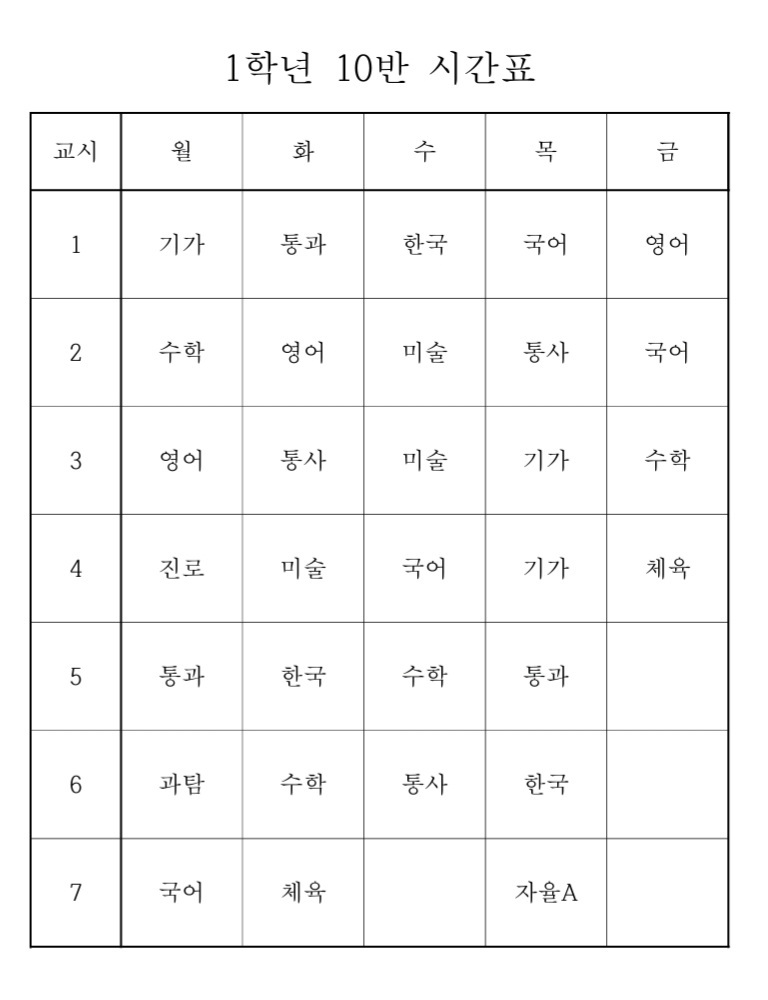 1학년 10반 시간표
교시 월 화 수 목 금
1 기가 통과 한국 국어 영어
2 수학 영어 미술 통사 국어
3 영어 통사 미술 기가 수학
4 진로 미술 국어 기가 체육
5 통과 한국 수학 통과
6 과탐 수학 통사 한국
7 국어 체육 자율A